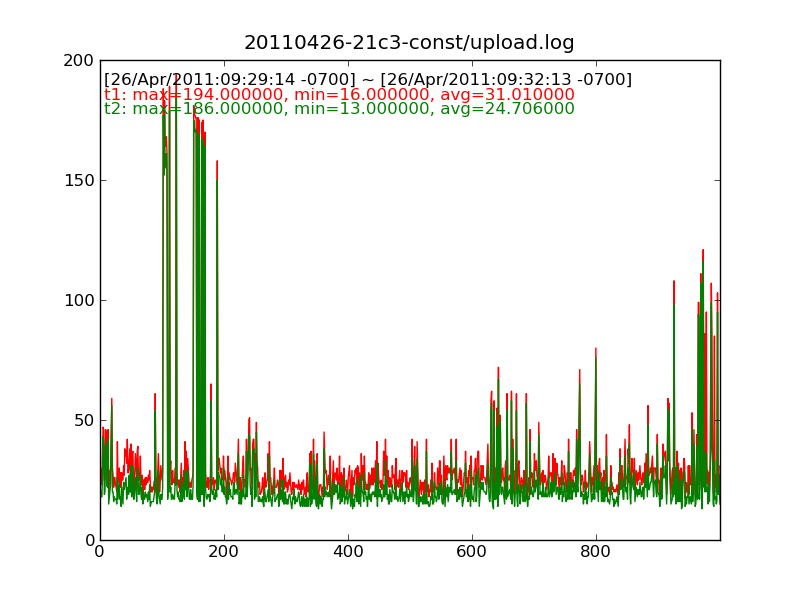 20110426-21c3-const/upload.log
200
[26/Apr/2011:09:29:14 -0700] ~ [26/Apr/2011:09:32:13 -0700]
t1: max=194.000000, min=16.000000, avg=31.010000
t2: max=186.000000, min=13.000000, avg=24.706000
150
100
50
0
0 200 400 600 800